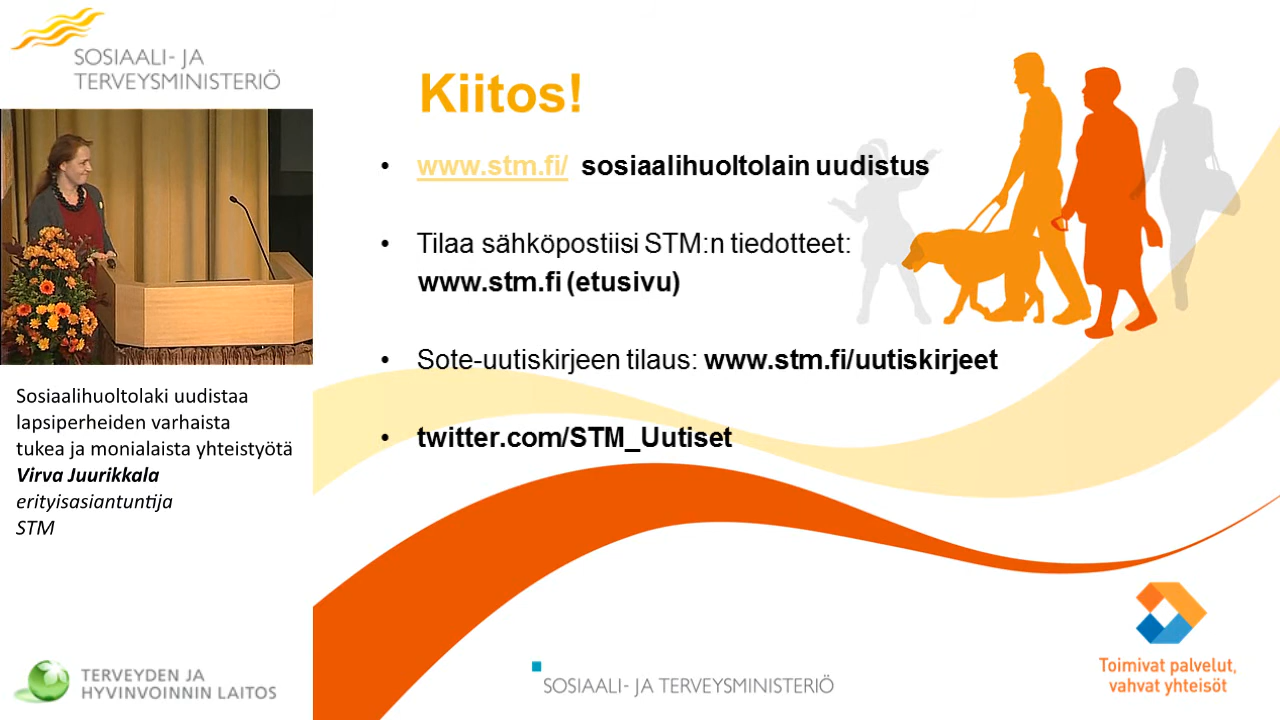 SOSIAALI- JA
TERVEYSMINISTERIÖ
Sosiaalihuoltolaki uudistaa
lapsiperheiden varhaista
tukea ja monialaista yhteistyötä
Virva Juurikkala
erityisasiantuntija
STM
TERVEYDEN JA
HYVINVOINNIN LAITOS
Kiitos!
• www.stm.fi/ sosiaalihuoltolain uudistus
• Tilaa sähköpostiisi STM:n tiedotteet:
www.stm.fi (etusivu)
• Sote-uutiskirjeen tilaus: www.stm.fi/uutiskirjeet
• twitter.com/STM_Uutiset
SOSIAALI- JA TERVEYSMINISTERIÖ
Toimivat palvelut,
vahvat yhteisöt